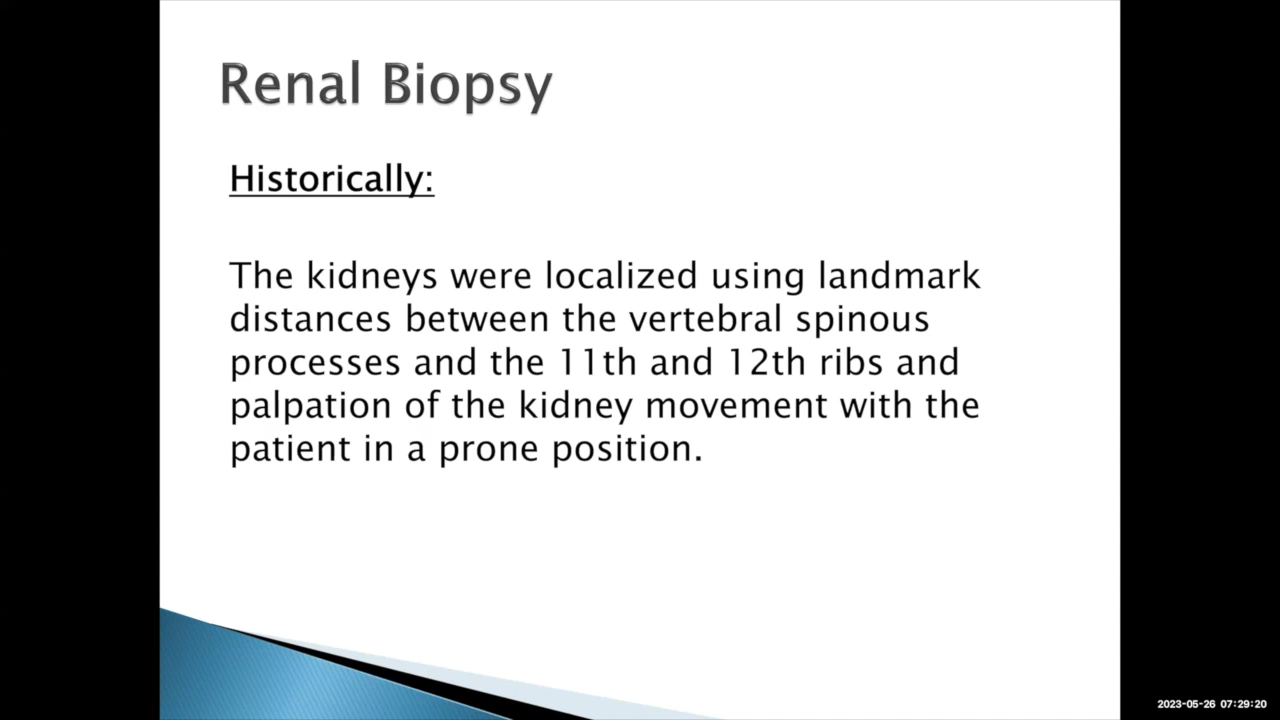 Renal Biopsy
Historically:
The kidneys were localized using landmark
distances between the vertebral spinous
processes and the 11th and 12th ribs and
palpation of the kidney movement with the
patient in a prone position.
2023-05-26 07:29:20